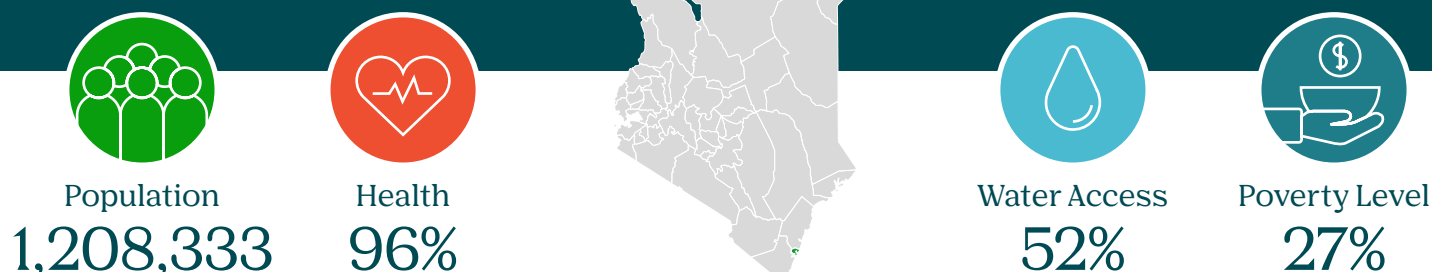 Population
1,208,333
Health
96%
Water Access
52%
Poverty Level
27%
$